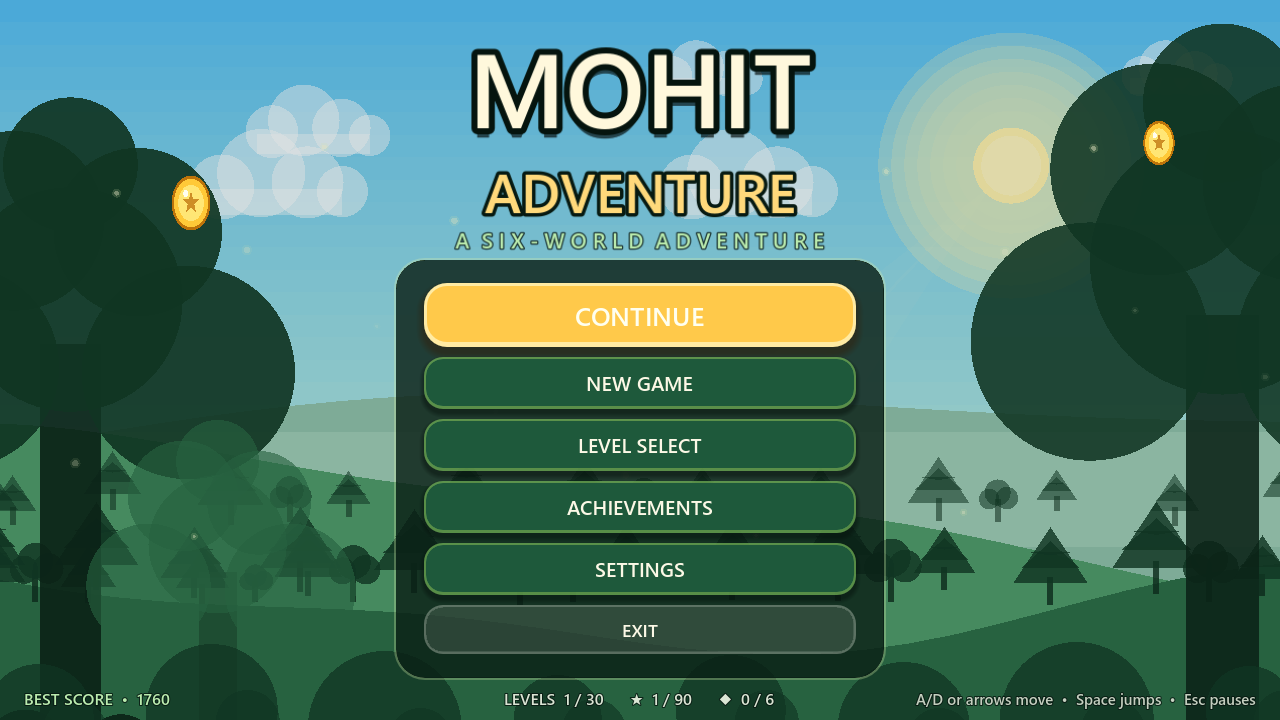 MOHIT
ADVENTURE
A SIX-WORLD ADVENTURE
CONTINUE
NEW GAME
LEVEL SELECT
ACHIEVEMENTS
SETTINGS
EXIT
BEST SCORE • 1760
LEVELS 1 / 30 ★ 1 / 90 ◆ 0 / 6
A/D or arrows move • Space jumps • Esc pauses